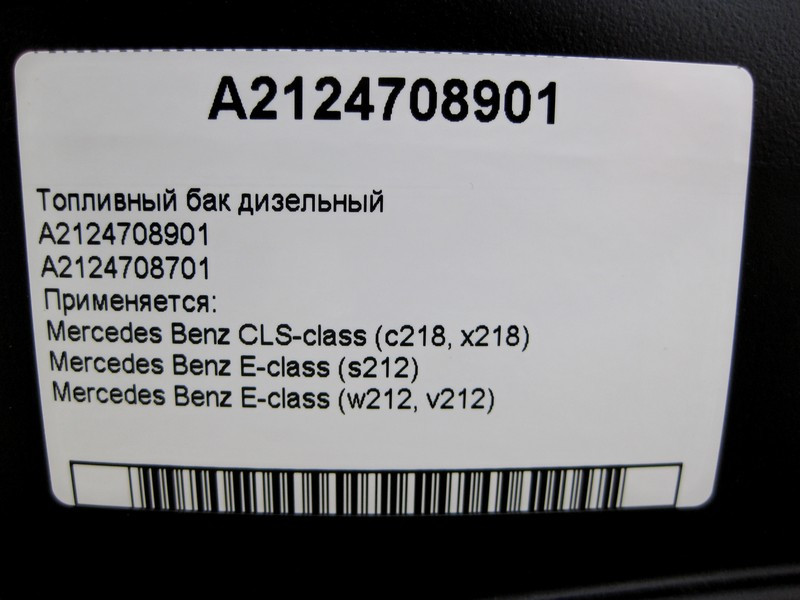 A2124708901
Топливный бак дизельный
A2124708901
A2124708701
Применяется:
Mercedes Benz CLS-class (c218, x218)
Mercedes Benz E-class (s212)
Mercedes Benz E-class (w212, v212)